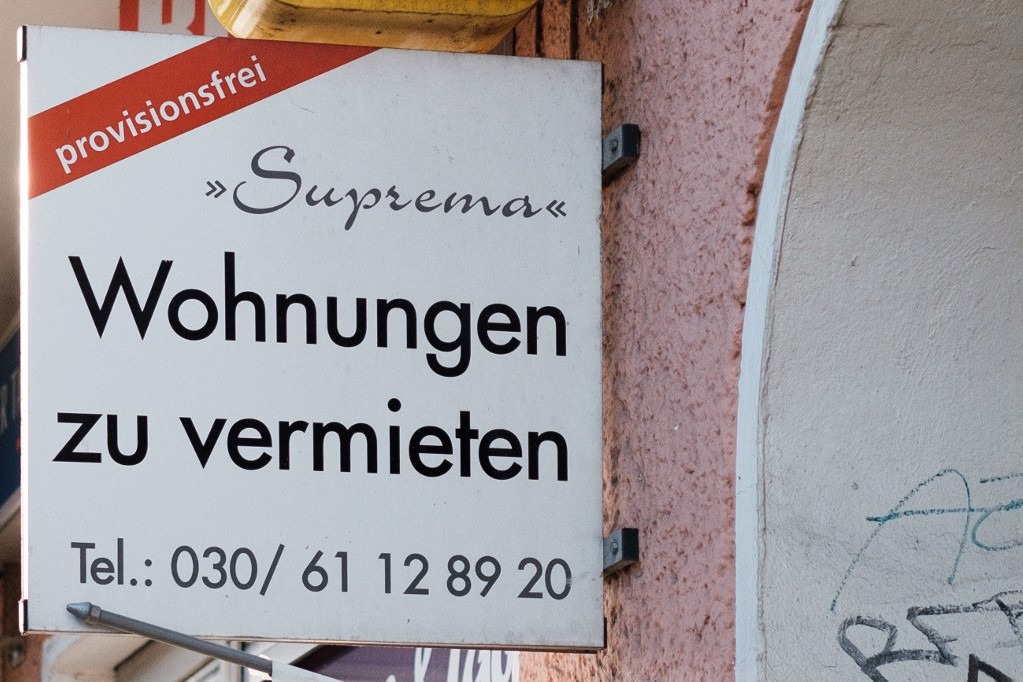 provisionsfrei
»Suprema«
Wohnungen
zu vermieten
Tel.: 030/ 61 12 89 20